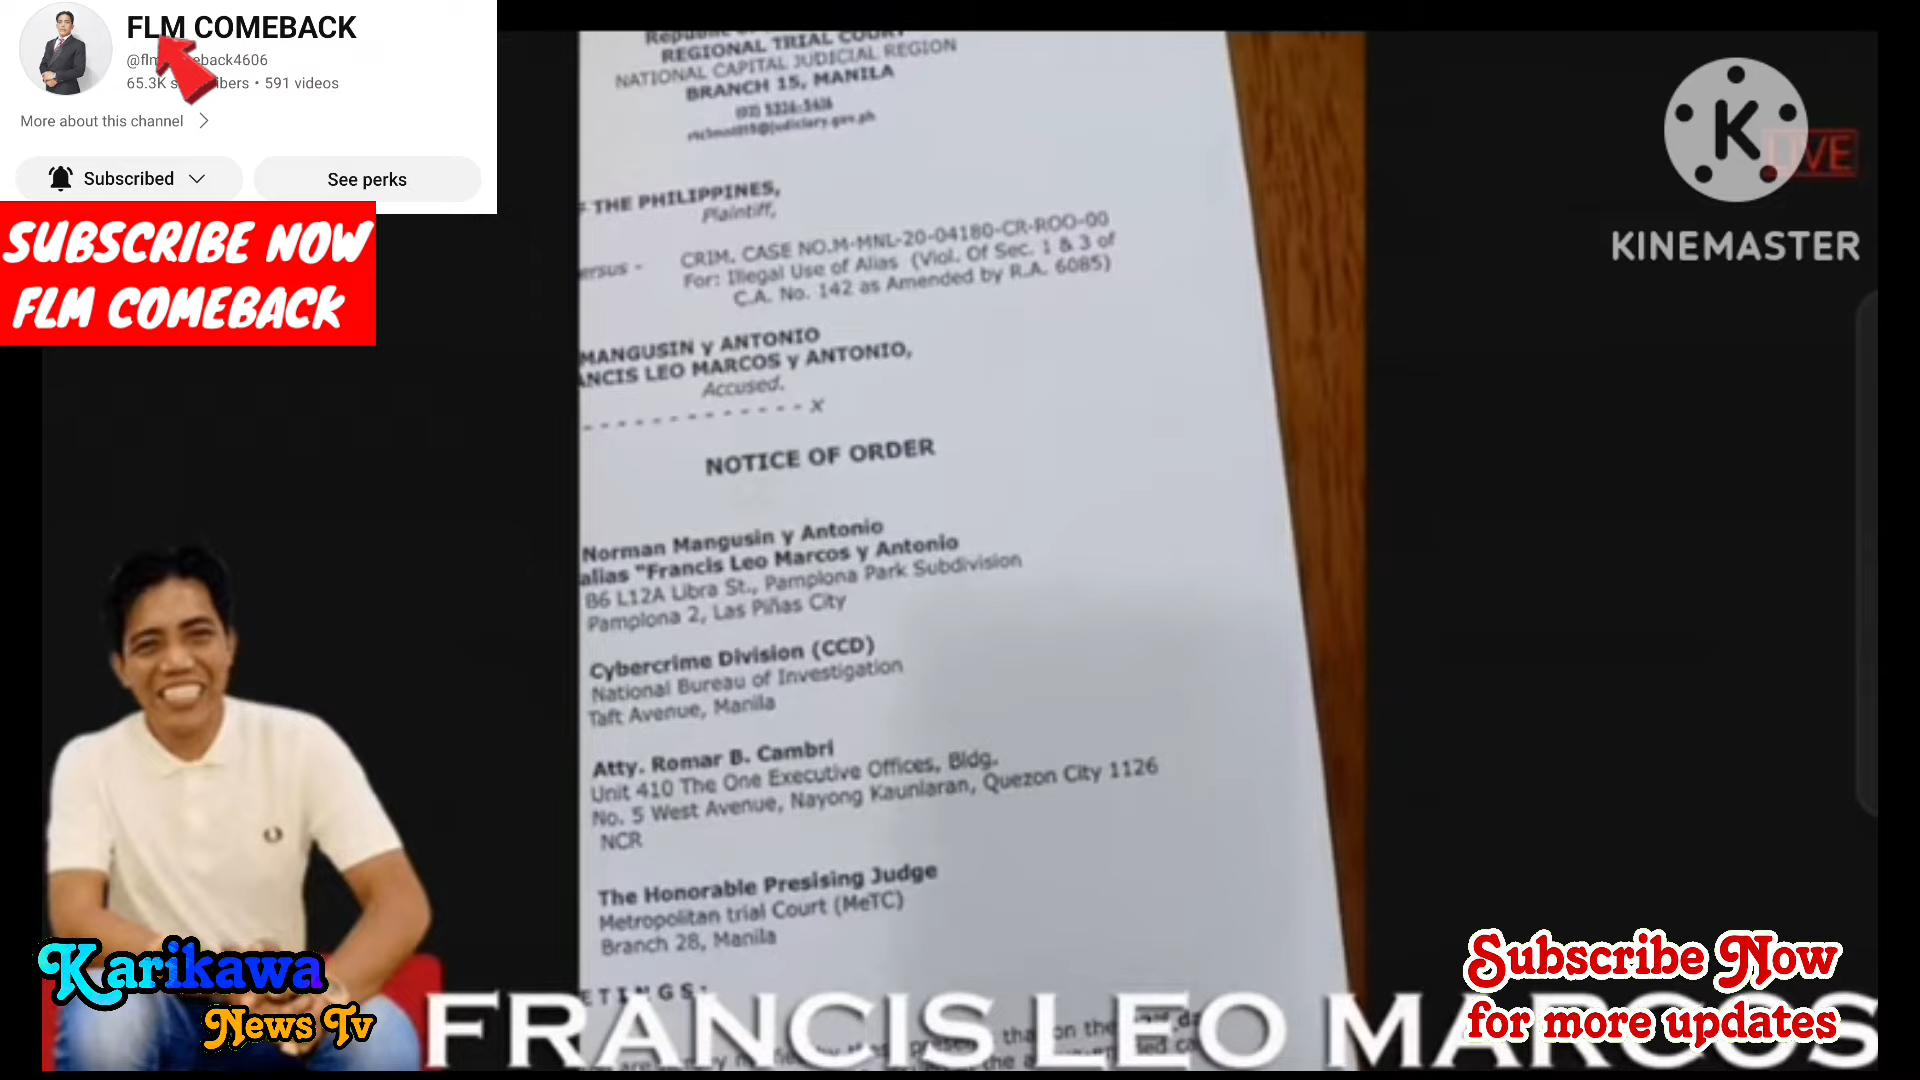 FLM COMEBACK
65.3K
591 videos
More about this channel
Subscribed
See perks
SUBSCRIBE NOW
FLM COMEBACK
LIVE
K
KINEMASTER
REGIONAL TRIAL COURT
NATIONAL CAPITAL JUDICIAL REGION
BRANCH 15, MANILA
THE PHILIPPINES,
Plaintiff,
CRIM. CASE NO.M-MNL-20-04180-CR-ROO-00
For: Illegal Use of Alias (Viol. Of Sec. 1 & 3 of
C.A. No. 142 as Amended by R.A. 6085)
MANGUSIN y ANTONIO
LEO MARCOS y ANTONIO,
Accused.
- - - - - - - - - - - - - x
NOTICE OF ORDER
Norman Mangusin y Antonio
alias "Francis Leo Marcos y Antonio
B6 L12A Libra St., Pamplona Park Subdivision
Pamplona 2, Las Piñas City
Cybercrime Division (CCD)
National Bureau of Investigation
Taft Avenue, Manila
Atty. Romar B. Cambri
Unit 410 The One Executive Offices, Bldg.
No. 5 West Avenue, Nayong Kaunlaran, Quezon City 1126
NCR
The Honorable Presising Judge
Metropolitan trial Court (MeTC)
Branch 28, Manila
Karikawa
News Tv
FRANCIS LEO MARCOS
Subscribe Now
for more updates